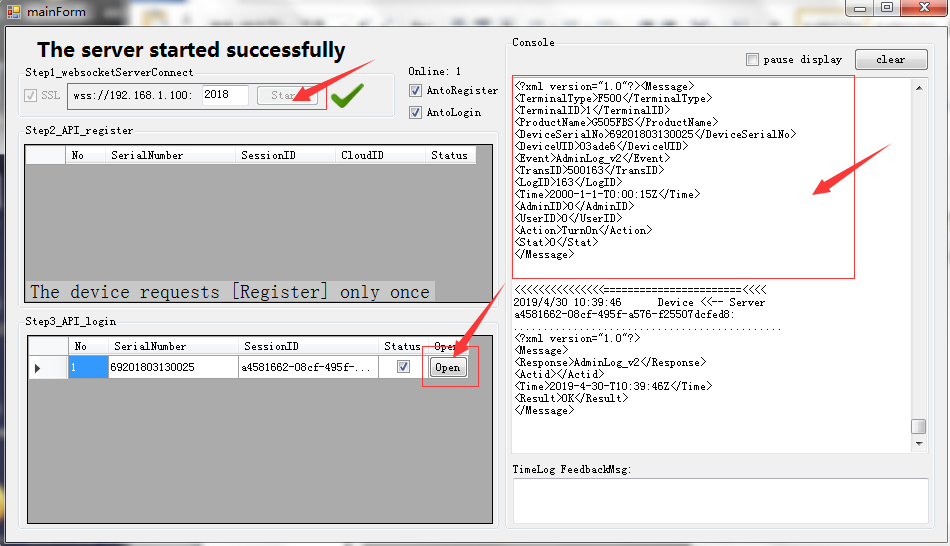 mainForm
The server started successfully
Step1_websocketServerConnect
SSL
wss://192.168.1.100:
2018
Online: 1
AntoRegister
AntoLogin
Step2_API_register
No SerialNumber SessionID CloudID Status
The device requests [Register] only once
Step3_API_login
No SerialNumber SessionID Status
1 69201803130025 a4581662-08cf-495f-... Open
Console
pause display
clear
<?xml version="1.0"?><Message>
<TerminalType>F500</TerminalType>
<TerminalID>1</TerminalID>
<ProductName>G505FBS</ProductName>
<DeviceSerialNo>69201803130025</DeviceSerialNo>
<DeviceUID>03ade6</DeviceUID>
<Event>AdminLog_v2</Event>
<TransID>500163</TransID>
<LogID>163</LogID>
<Time>2000-1-1-T0:00:15Z</Time>
<AdminID>0</AdminID>
<UserID>0</UserID>
<Action>TurnOn</Action>
<Stat>0</Stat>
</Message>
<<<<<<<<<<<<<<<=======================<<<<
2019/4/30 10:39:46 Device <<-- Server
a4581662-08cf-495f-a576-f25507dcfed8:
.............................................
<?xml version="1.0"?>
<Message>
<Response>AdminLog_v2</Response>
<Actid></Actid>
<Time>2019-4-30-T10:39:46Z</Time>
<Result>OK</Result>
</Message>
TimeLog FeedbackMsg: